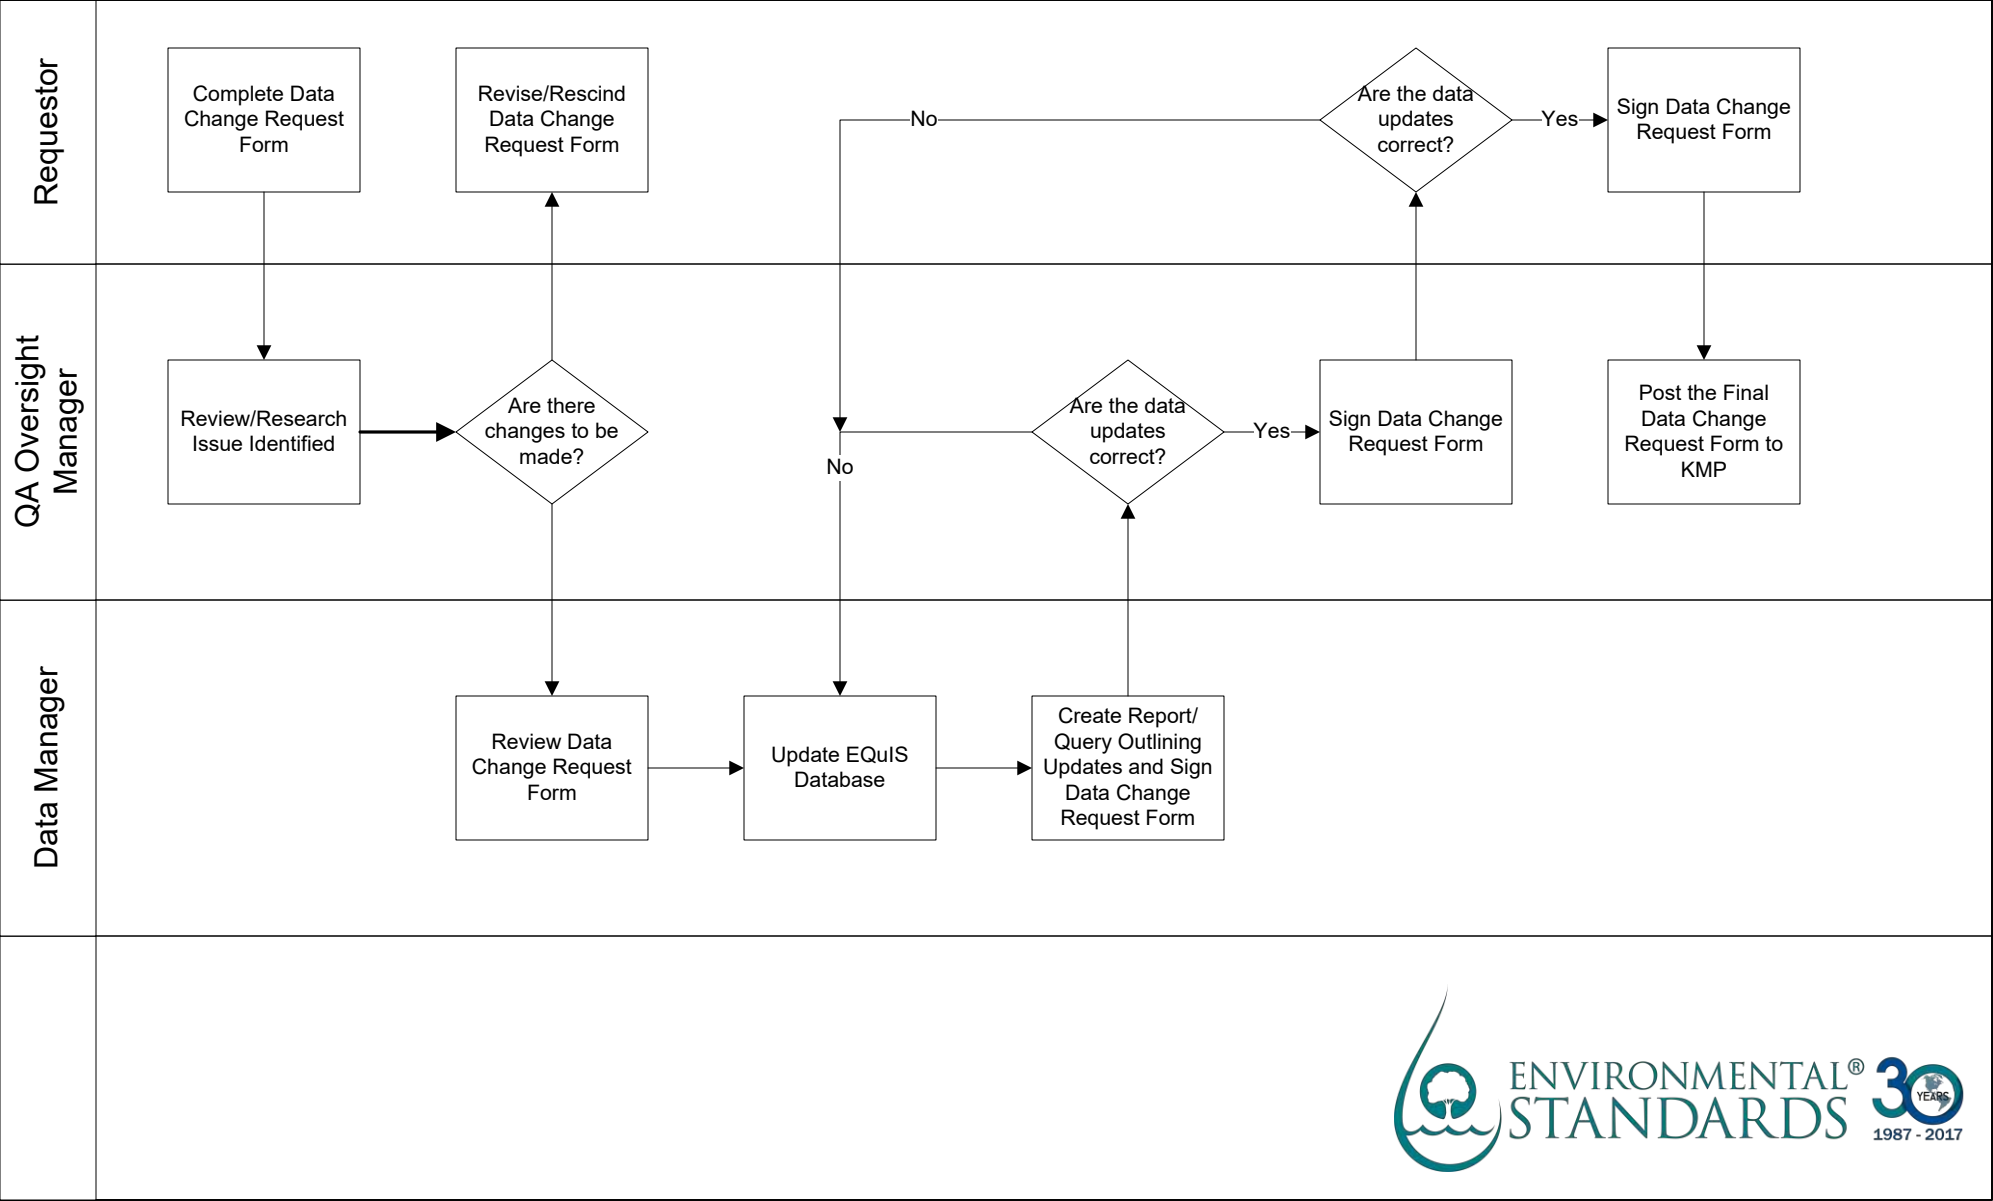 Requestor
Complete Data
Change Request
Form
Revise/Rescind
Data Change
Request Form
No
Are the data
updates
correct?
Yes
Sign Data Change
Request Form
QA Oversight
Manager
Review/Research
Issue Identified
Are there
changes to be
made?
No
Are the data
updates
correct?
Yes
Sign Data Change
Request Form
Post the Final
Data Change
Request Form to
KMP
Data Manager
Review Data
Change Request
Form
Update EQuIS
Database
Create Report/
Query Outlining
Updates and Sign
Data Change
Request Form
ENVIRONMENTAL®
STANDARDS
30
YEARS
1987 - 2017